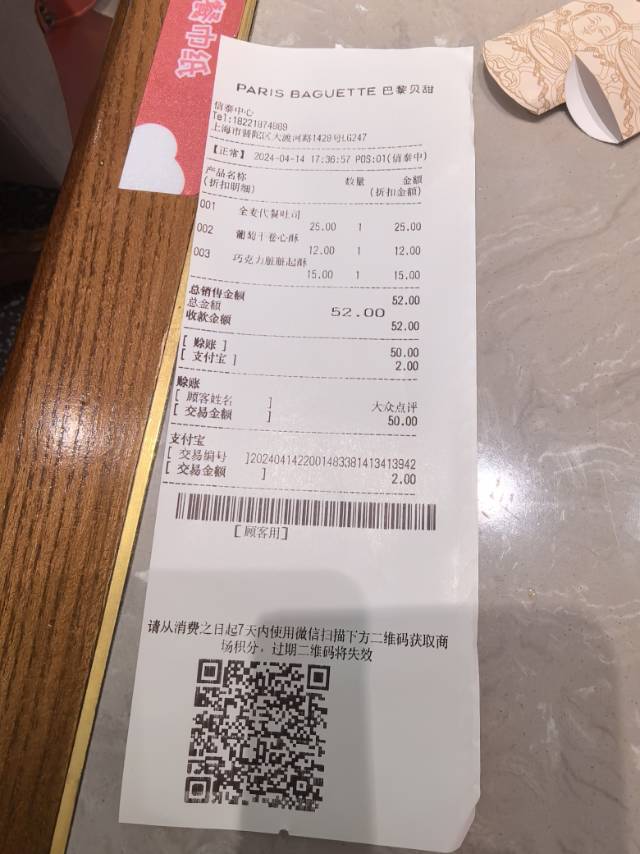 PARIS BAGUETTE 巴黎贝甜
信泰中心
Tel:18221974989
上海市普陀区大渡河路1428号LG247
【正常】 2024-04-14 17:36:57 POS:01(信泰中)
产品名称 数量 金额
(折扣明细) (折扣金额)
001 全麦代餐吐司
25.00 1 25.00
002 葡萄干卷心酥
12.00 1 12.00
003 巧克力脏脏起酥
15.00 1 15.00
总销售金额 52.00
总金额 52.00
收款金额 52.00
[ 赊账 ] 50.00
[ 支付宝 ] 2.00
赊账
[ 顾客姓名 ] 大众点评
[ 交易金额 ] 50.00
支付宝
[ 交易编号 ]2024041422001483381413413942
[ 交易金额 ] 2.00
[顾客用]
请从消费之日起7天内使用微信扫描下方二维码获取商
场积分，过期二维码将失效